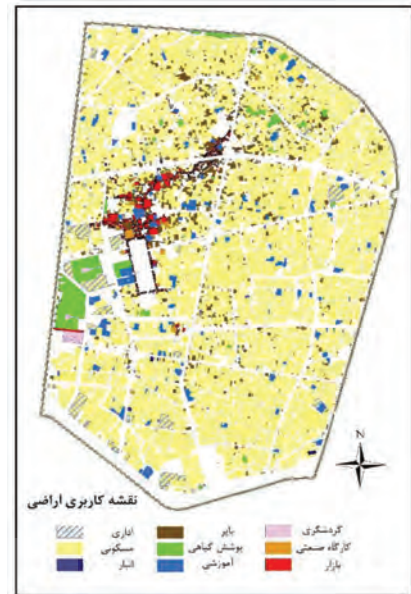 N
نقشه کاربری اراضی
گردشگری بایر اداری
کارگاه صنعتی پوشش گیاهی مسکونی
بازار آموزشی انبار